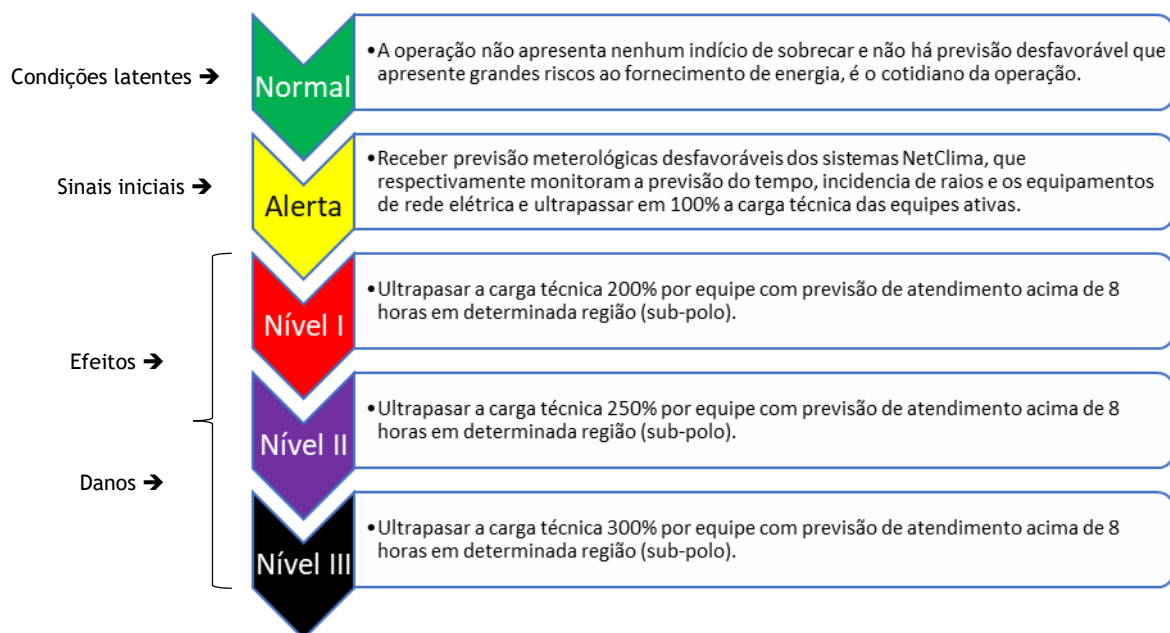 Condições latentes ➔
Normal
•A operação não apresenta nenhum indício de sobrecar e não há previsão desfavorável que
apresente grandes riscos ao fornecimento de energia, é o cotidiano da operação.
Sinais iniciais ➔
Alerta
•Receber previsão meterológicas desfavoráveis dos sistemas NetClima, que
respectivamente monitoram a previsão do tempo, incidencia de raios e os equipamentos
de rede elétrica e ultrapassar em 100% a carga técnica das equipes ativas.
Efeitos ➔
Nível I
•Ultrapasar a carga técnica 200% por equipe com previsão de atendimento acima de 8
horas em determinada região (sub-polo).
Nível II
•Ultrapasar a carga técnica 250% por equipe com previsão de atendimento acima de 8
horas em determinada região (sub-polo).
Danos ➔
Nível III
•Ultrapasar a carga técnica 300% por equipe com previsão de atendimento acima de 8
horas em determinada região (sub-polo).